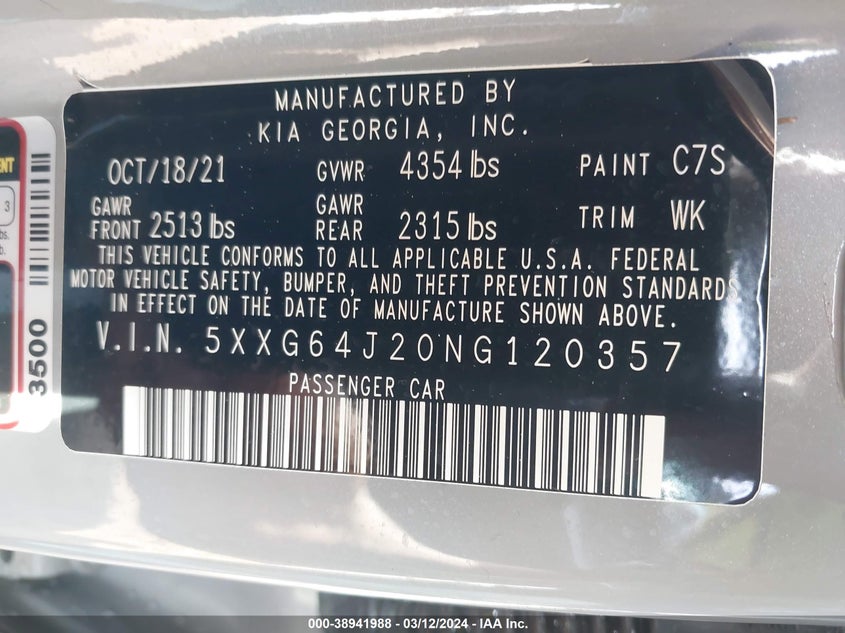 MANUFACTURED BY
KIA GEORGIA, INC.
OCT/18/21 GVWR 4354 lbs PAINT C7S
GAWR FRONT 2513 lbs GAWR REAR 2315 lbs TRIM WK
THIS VEHICLE CONFORMS TO ALL APPLICABLE U.S.A. FEDERAL
MOTOR VEHICLE SAFETY, BUMPER, AND THEFT PREVENTION STANDARDS
IN EFFECT ON THE DATE OF MANUFACTURE SHOWN ABOVE.
V.I.N. 5XXG64J20NG120357
PASSENGER CAR
3500
3
000-38941988 - 03/12/2024 - IAA Inc.